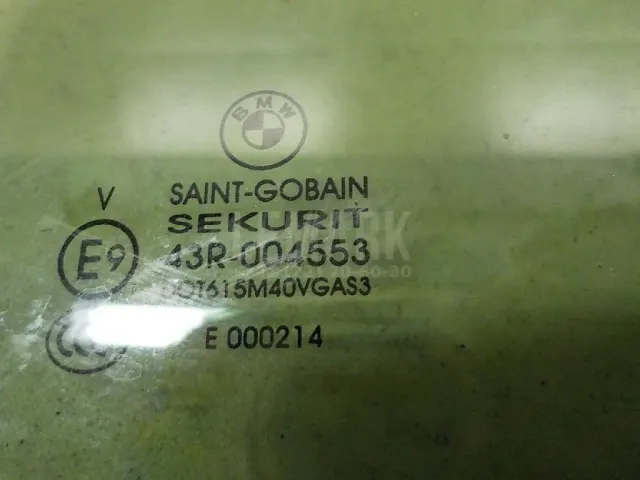 BMW
V SAINT-GOBAIN
SEKURIT
E9 43R-004553
DOT615M40VGAS3
E 000214